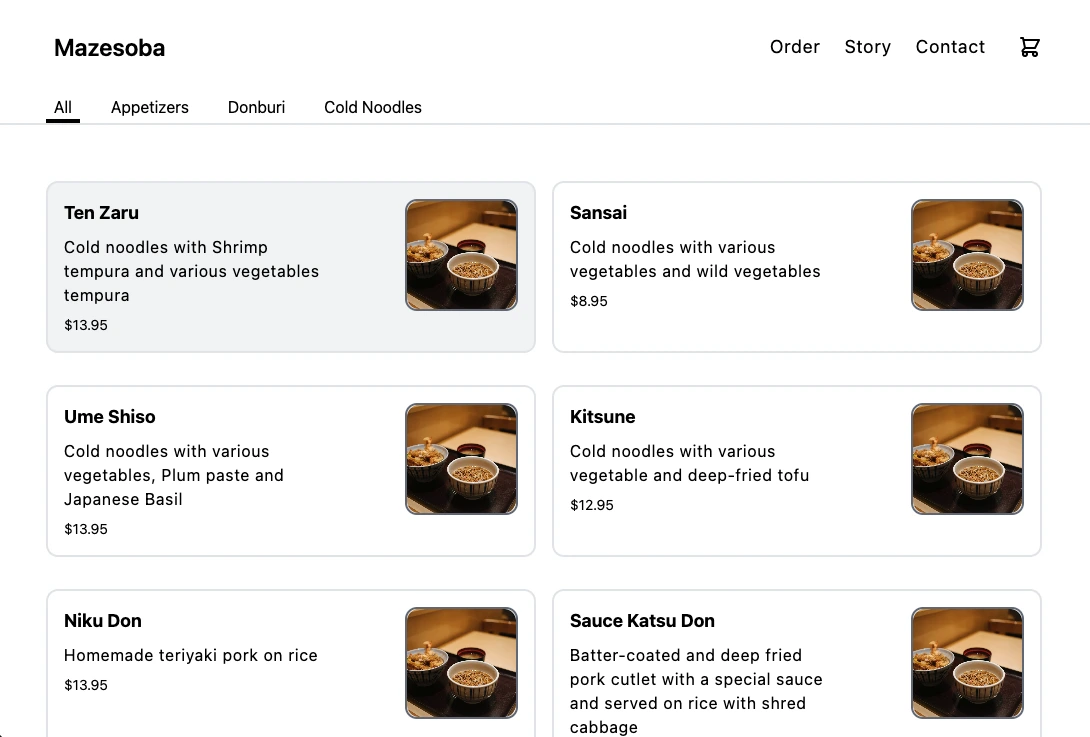 Mazesoba
Order Story Contact
All Appetizers Donburi Cold Noodles
Ten Zaru
Cold noodles with Shrimp
tempura and various vegetables
tempura
$13.95
Sansai
Cold noodles with various
vegetables and wild vegetables
$8.95
Ume Shiso
Cold noodles with various
vegetables, Plum paste and
Japanese Basil
$13.95
Kitsune
Cold noodles with various
vegetable and deep-fried tofu
$12.95
Niku Don
Homemade teriyaki pork on rice
$13.95
Sauce Katsu Don
Batter-coated and deep fried
pork cutlet with a special sauce
and served on rice with shred
cabbage